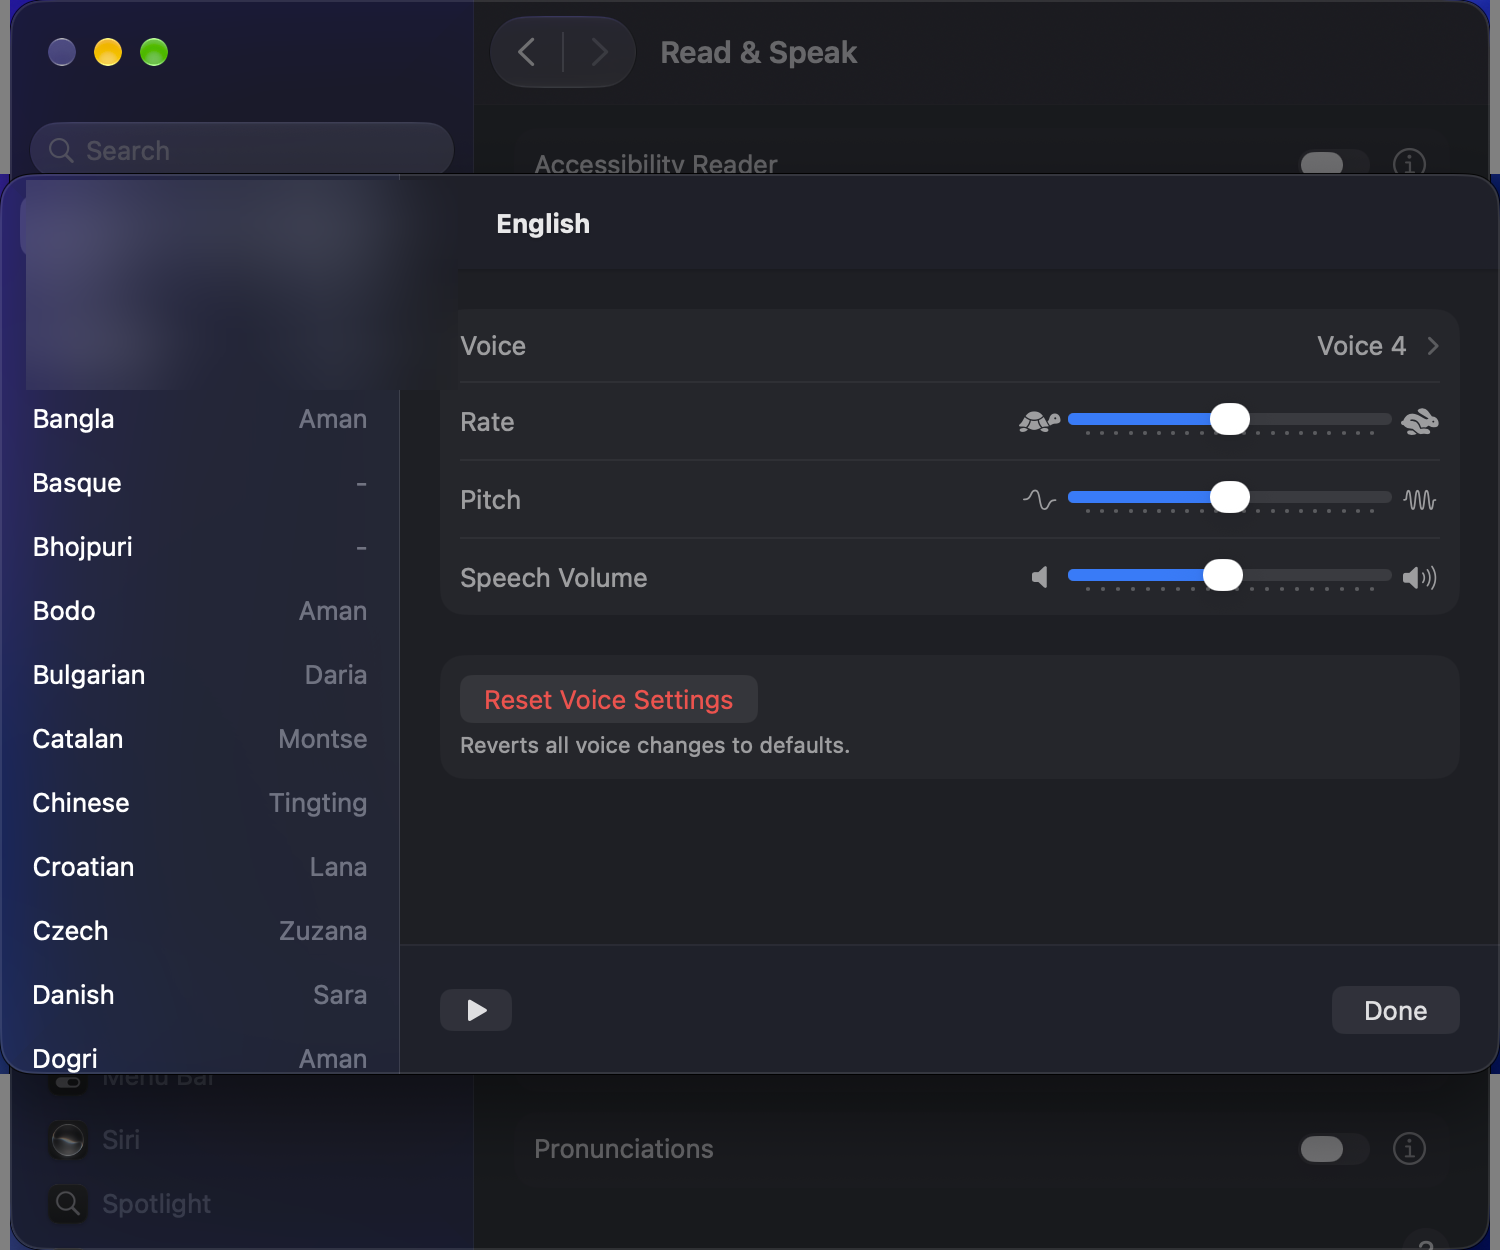 Read & Speak
Search
Accessibility Reader
English
Voice Voice 4
Rate
Pitch
Speech Volume
Reset Voice Settings
Reverts all voice changes to defaults.
Bangla Aman
Basque -
Bhojpuri -
Bodo Aman
Bulgarian Daria
Catalan Montse
Chinese Tingting
Croatian Lana
Czech Zuzana
Danish Sara
Dogri Aman
Done
Menu Bar
Siri
Spotlight
Pronunciations
?